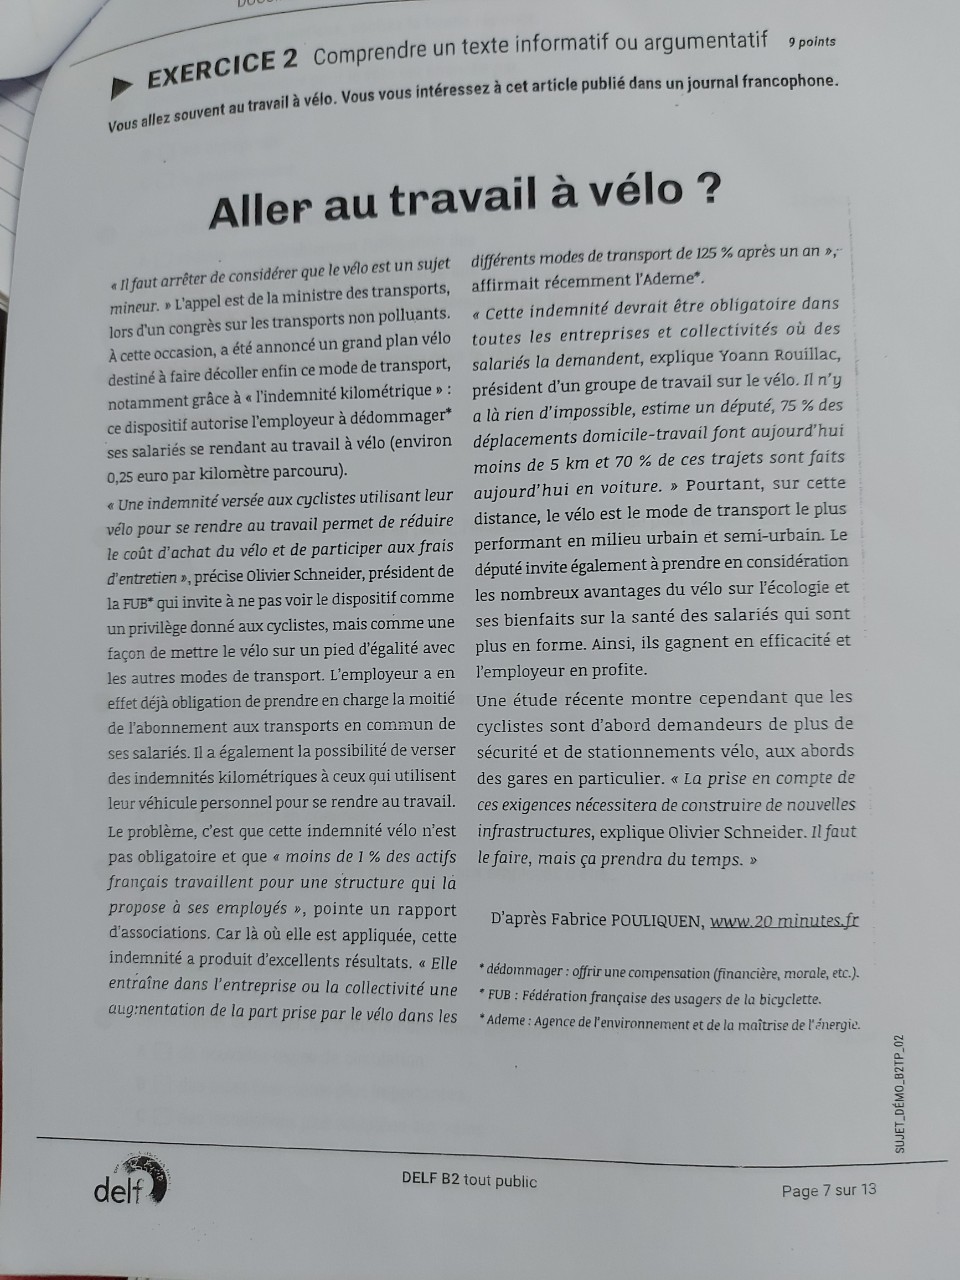 EXERCICE 2 Comprendre un texte informatif ou argumentatif 9 points
Vous allez souvent au travail à vélo. Vous vous intéressez à cet article publié dans un journal francophone.
Aller au travail à vélo ?
« Il faut arrêter de considérer que le vélo est un sujet
mineur. » L'appel est de la ministre des transports,
lors d'un congrès sur les transports non polluants.
À cette occasion, a été annoncé un grand plan vélo
destiné à faire décoller enfin ce mode de transport,
notamment grâce à « l'indemnité kilométrique » :
ce dispositif autorise l'employeur à dédommager*
ses salariés se rendant au travail à vélo (environ
0,25 euro par kilomètre parcouru).
« Une indemnité versée aux cyclistes utilisant leur
vélo pour se rendre au travail permet de réduire
le coût d'achat du vélo et de participer aux frais
d'entretien », précise Olivier Schneider, président de
la FUB* qui invite à ne pas voir le dispositif comme
un privilège donné aux cyclistes, mais comme une
façon de mettre le vélo sur un pied d'égalité avec
les autres modes de transport. L'employeur a en
effet déjà obligation de prendre en charge la moitié
de l'abonnement aux transports en commun de
ses salariés. Il a également la possibilité de verser
des indemnités kilométriques à ceux qui utilisent
leur véhicule personnel pour se rendre au travail.
Le problème, c'est que cette indemnité vélo n'est
pas obligatoire et que « moins de 1 % des actifs
français travaillent pour une structure qui la
propose à ses employés », pointe un rapport
d'associations. Car là où elle est appliquée, cette
indemnité a produit d'excellents résultats. « Elle
entraîne dans l'entreprise ou la collectivité une
augmentation de la part prise par le vélo dans les
différents modes de transport de 125 % après un an »,
affirmait récemment l'Ademe*.
« Cette indemnité devrait être obligatoire dans
toutes les entreprises et collectivités où des
salariés la demandent, explique Yoann Rouillac,
président d'un groupe de travail sur le vélo. Il n'y
a là rien d'impossible, estime un député, 75 % des
déplacements domicile-travail font aujourd'hui
moins de 5 km et 70 % de ces trajets sont faits
aujourd'hui en voiture. » Pourtant, sur cette
distance, le vélo est le mode de transport le plus
performant en milieu urbain et semi-urbain. Le
député invite également à prendre en considération
les nombreux avantages du vélo sur l'écologie et
ses bienfaits sur la santé des salariés qui sont
plus en forme. Ainsi, ils gagnent en efficacité et
l'employeur en profite.
Une étude récente montre cependant que les
cyclistes sont d'abord demandeurs de plus de
sécurité et de stationnements vélo, aux abords
des gares en particulier. « La prise en compte de
ces exigences nécessitera de construire de nouvelles
infrastructures, explique Olivier Schneider. Il faut
le faire, mais ça prendra du temps. »
D'après Fabrice POULIQUEN, www.20 minutes.fr
* dédommager : offrir une compensation (financière, morale, etc.).
* FUB : Fédération française des usagers de la bicyclette.
* Ademe : Agence de l'environnement et de la maîtrise de l'énergie.
SUJET_DÉMO_B2TP_02
delf
DELF B2 tout public
Page 7 sur 13